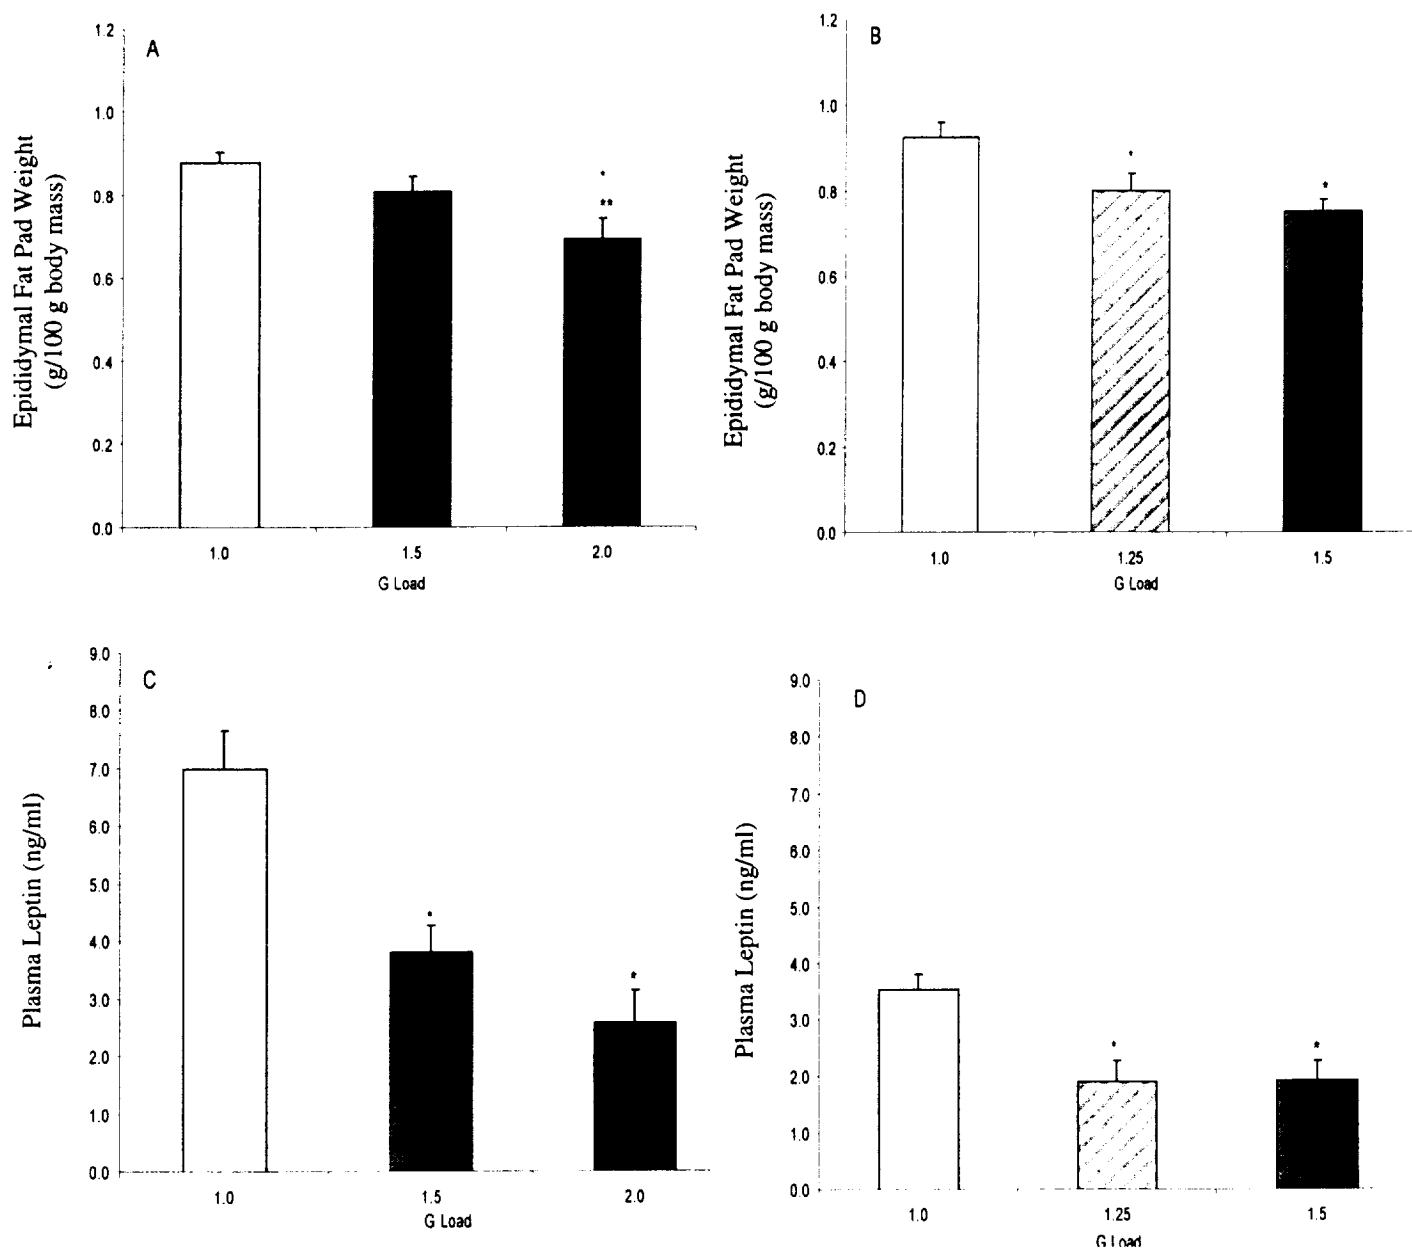 A
Epididymal Fat Pad Weight
(g/100 g body mass)
1.2
1.0
0.8
0.6
0.4
0.2
0.0
*
**
1.0 1.5 2.0
G Load
B
Epididymal Fat Pad Weight
(g/100 g body mass)
1.2
1.0
0.8
0.6
0.4
0.2
0.0
*
*
1.0 1.25 1.5
G Load
C
Plasma Leptin (ng/ml)
9.0
8.0
7.0
6.0
5.0
4.0
3.0
2.0
1.0
0.0
*
*
1.0 1.5 2.0
G Load
D
Plasma Leptin (ng/ml)
9.0
8.0
7.0
6.0
5.0
4.0
3.0
2.0
1.0
0.0
*
*
1.0 1.25 1.5
G Load